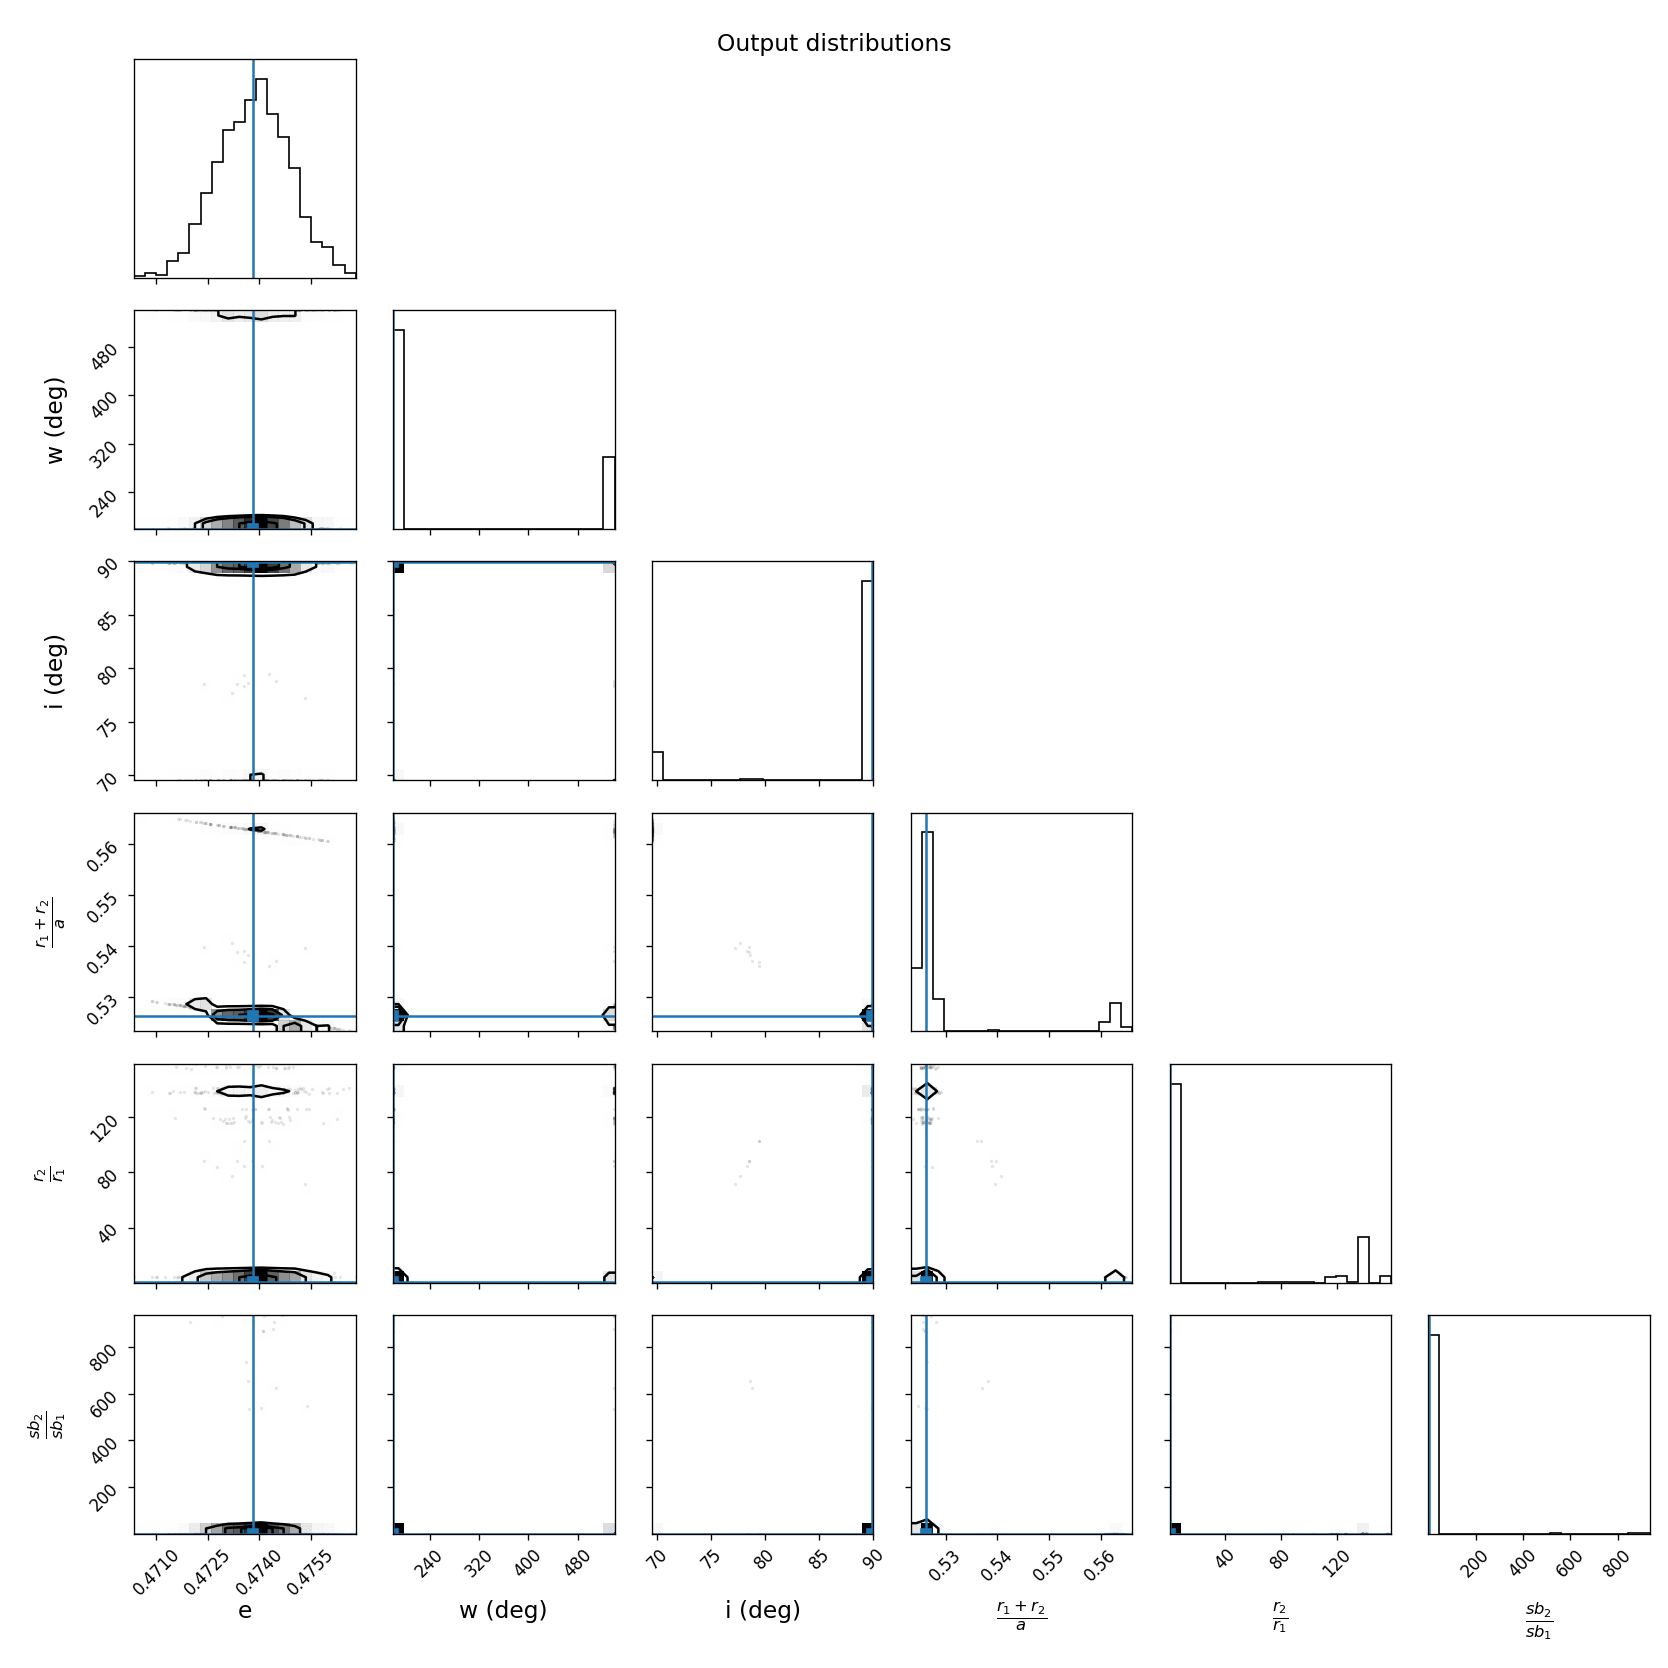 Output distributions
w (deg)
480
400
320
240
i (deg)
90
85
80
75
70
r₁ + r₂
a
0.56
0.55
0.54
0.53
r₂
r₁
120
80
40
sb₂
sb₁
800
600
400
200
0.4710 0.4725 0.4740 0.4755
240 320 400 480
70 75 80 85 90
0.53 0.54 0.55 0.56
40 80 120
200 400 600 800
e
w (deg)
i (deg)
r₁ + r₂
a
r₂
r₁
sb₂
sb₁